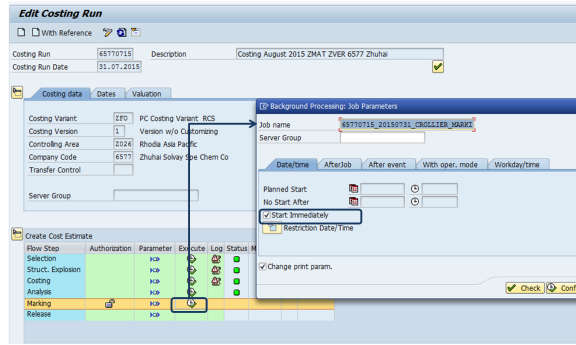 Edit Costing Run
With Reference
Costing Run 65770715 Description Costing August 2015 ZMAT ZVER 6577 Zhuhai
Costing Run Date 31.07.2015
Costing data Dates Valuation
Costing Variant ZFO PC Costing Variant RCS
Costing Version 1 Version w/o Customizing
Controlling Area Z026 Rhodia Asia Pacific
Company Code 6577 Zhuhai Solvay Spe Chem Co
Transfer Control
Server Group
Background Processing: Job Parameters
Job name 65770715_20150731_CROLLIER_MARKI
Server Group
Date/time AfterJob After event With oper. mode Workday/time
Planned Start
No Start After
Start Immediately
Restriction Date/Time
Change print param.
Check Conf
Create Cost Estimate
Flow Step Authorization Parameter Execute Log Status M
Selection
Struct. Explosion
Costing
Analysis
Marking
Release